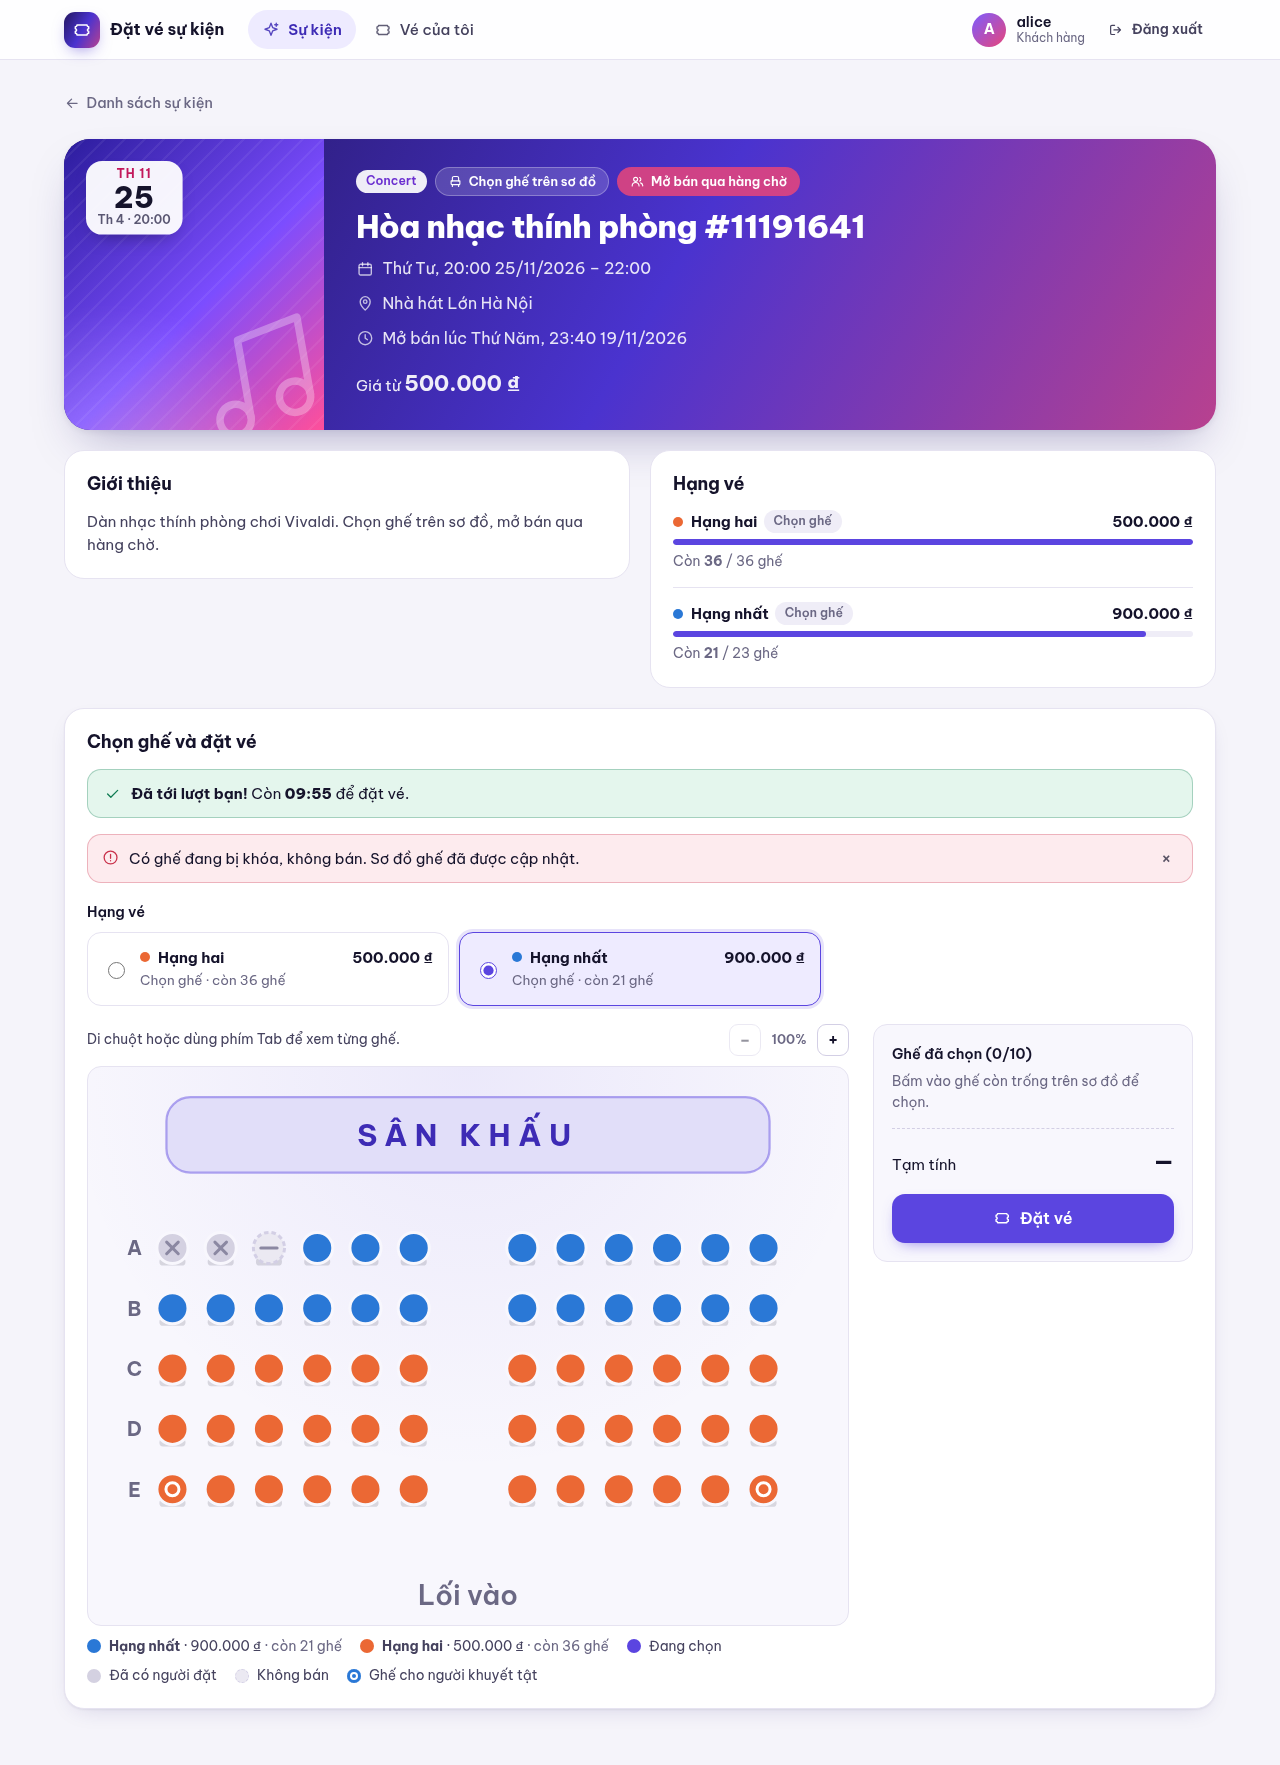 Đặt vé sự kiện
Sự kiện
Vé của tôi
A
alice
Khách hàng
Đăng xuất
← Danh sách sự kiện
TH 11
25
Th 4 · 20:00
Concert
Chọn ghế trên sơ đồ
Mở bán qua hàng chờ
Hòa nhạc thính phòng #11191641
Thứ Tư, 20:00 25/11/2026 – 22:00
Nhà hát Lớn Hà Nội
Mở bán lúc Thứ Năm, 23:40 19/11/2026
Giá từ 500.000 ₫
Giới thiệu
Dàn nhạc thính phòng chơi Vivaldi. Chọn ghế trên sơ đồ, mở bán qua
hàng chờ.
Hạng vé
Hạng hai Chọn ghế 500.000 ₫
Còn 36 / 36 ghế
Hạng nhất Chọn ghế 900.000 ₫
Còn 21 / 23 ghế
Chọn ghế và đặt vé
Đã tới lượt bạn! Còn 09:55 để đặt vé.
Có ghế đang bị khóa, không bán. Sơ đồ ghế đã được cập nhật. ×
Hạng vé
Hạng hai 500.000 ₫
Chọn ghế · còn 36 ghế
Hạng nhất 900.000 ₫
Chọn ghế · còn 21 ghế
Di chuột hoặc dùng phím Tab để xem từng ghế.
– 100% +
SÂN KHẤU
A
B
C
D
E
Lối vào
Hạng nhất · 900.000 ₫ · còn 21 ghế
Hạng hai · 500.000 ₫ · còn 36 ghế
Đang chọn
Đã có người đặt
Không bán
Ghế cho người khuyết tật
Ghế đã chọn (0/10)
Bấm vào ghế còn trống trên sơ đồ để
chọn.
Tạm tính —
Đặt vé